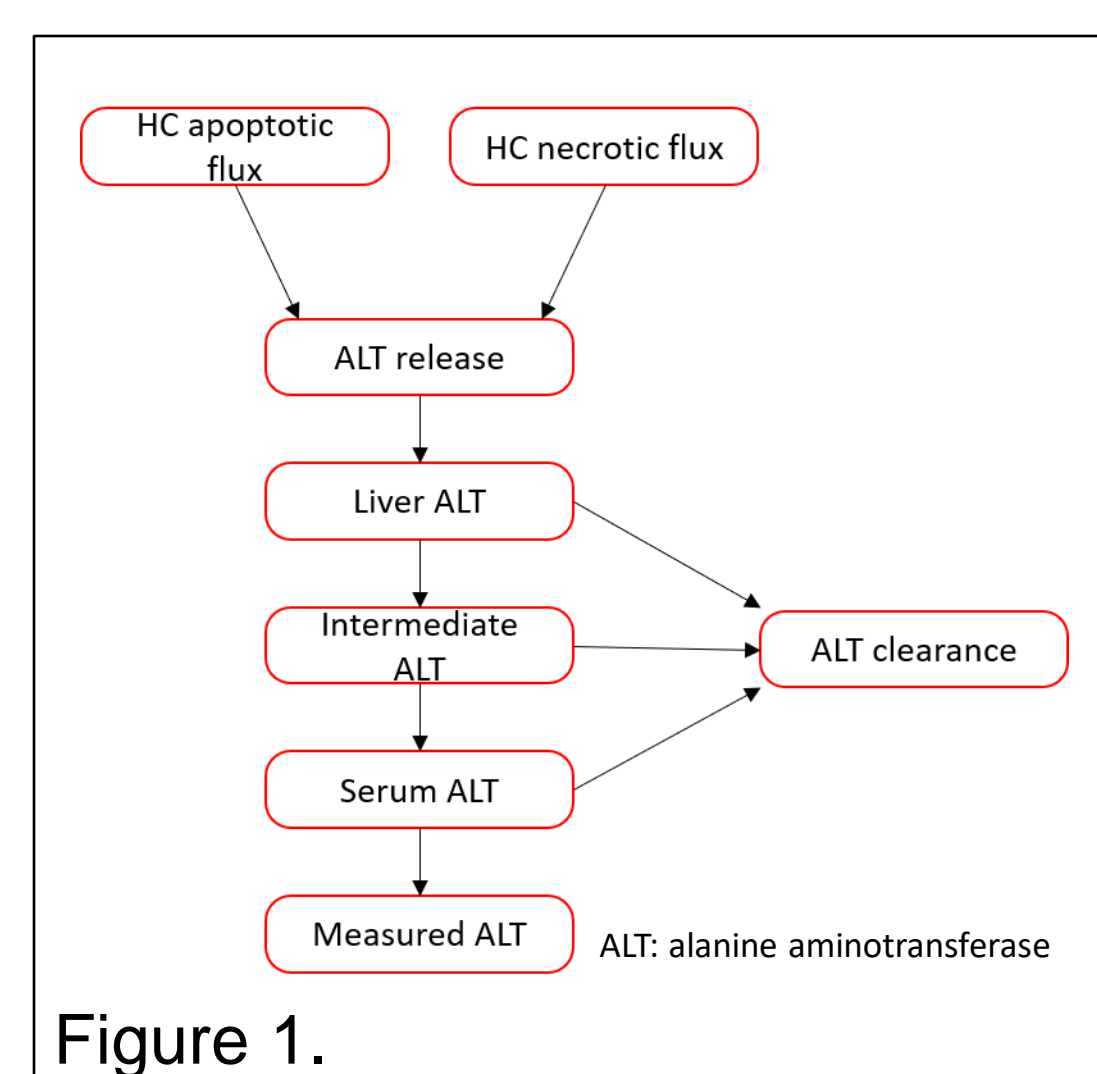 HC apoptotic
flux
HC necrotic flux
ALT release
Liver ALT
Intermediate
ALT
ALT clearance
Serum ALT
Measured ALT
ALT: alanine aminotransferase
Figure 1.